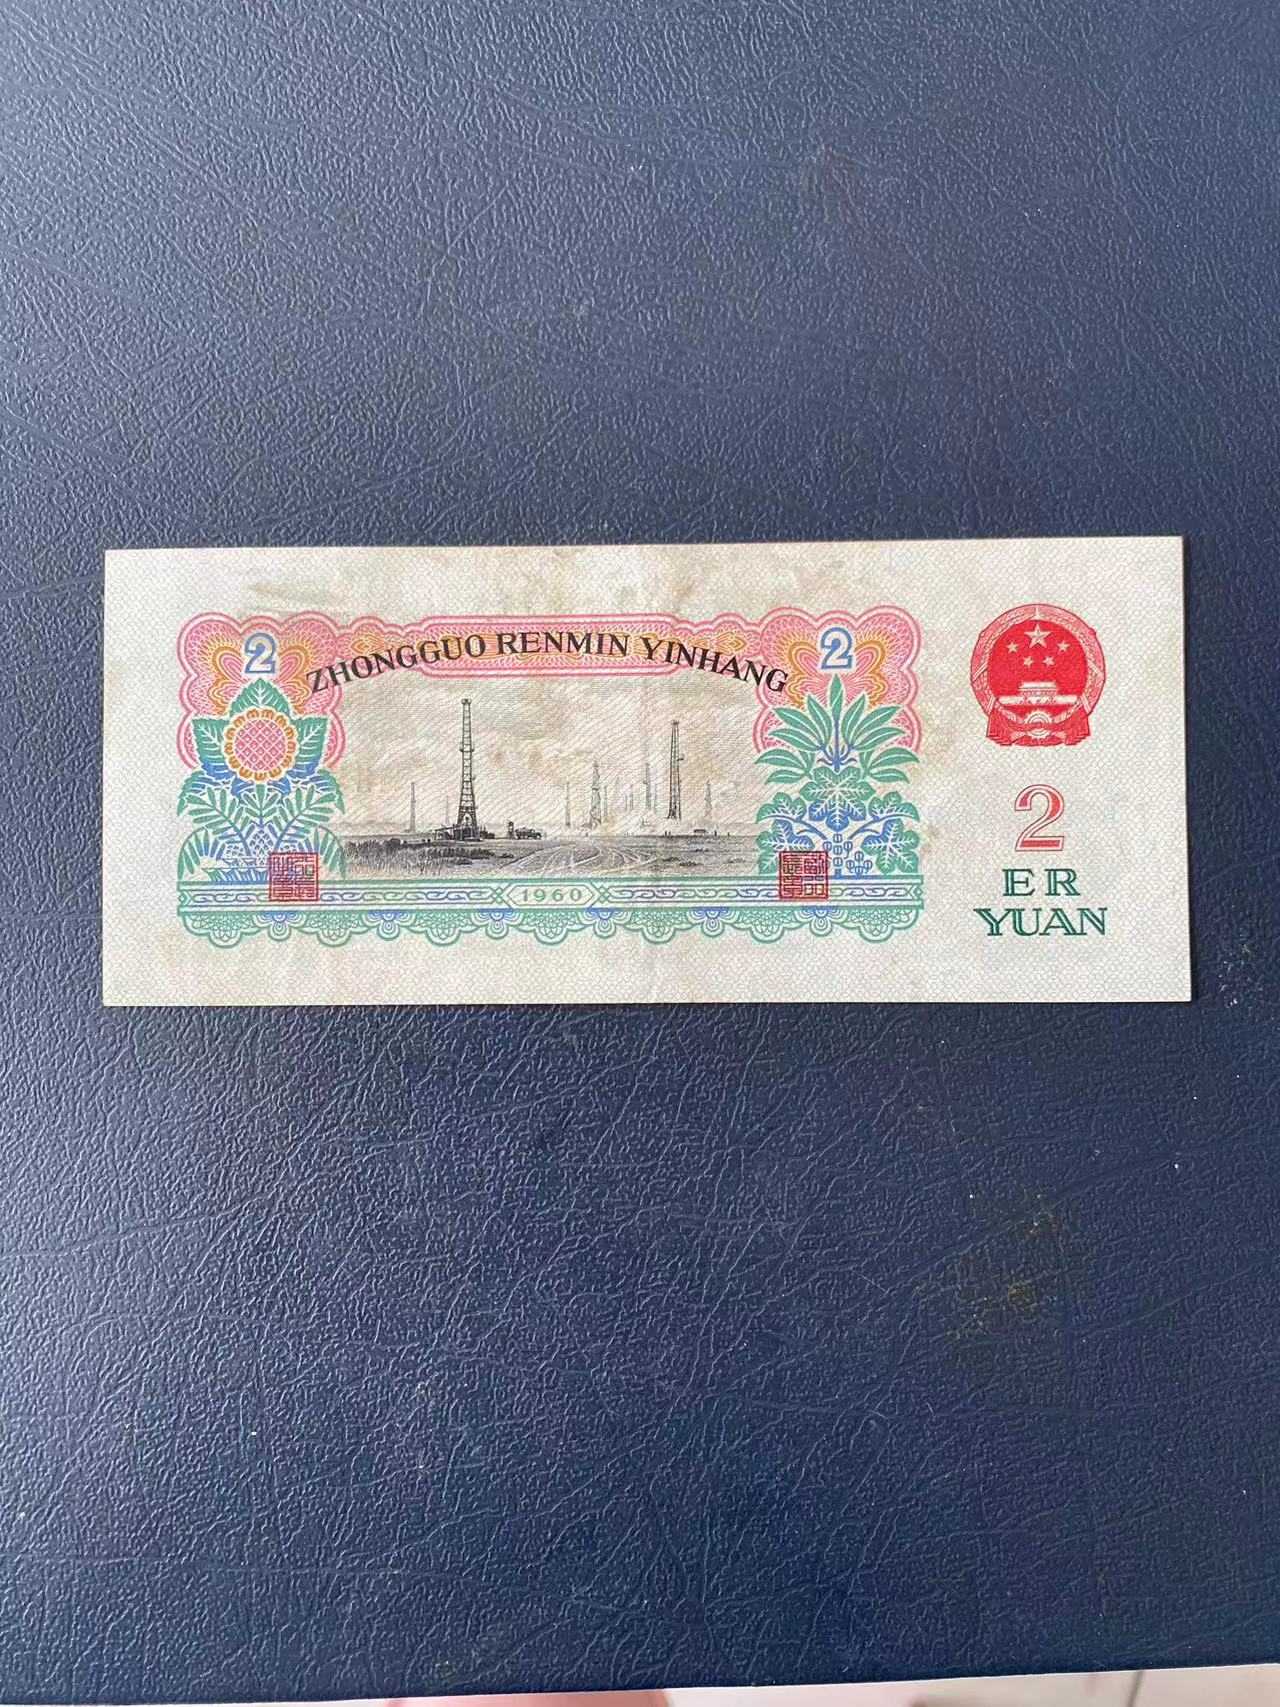 2
2
ZHONGGUO RENMIN YINHANG
1960
2
ER
YUAN